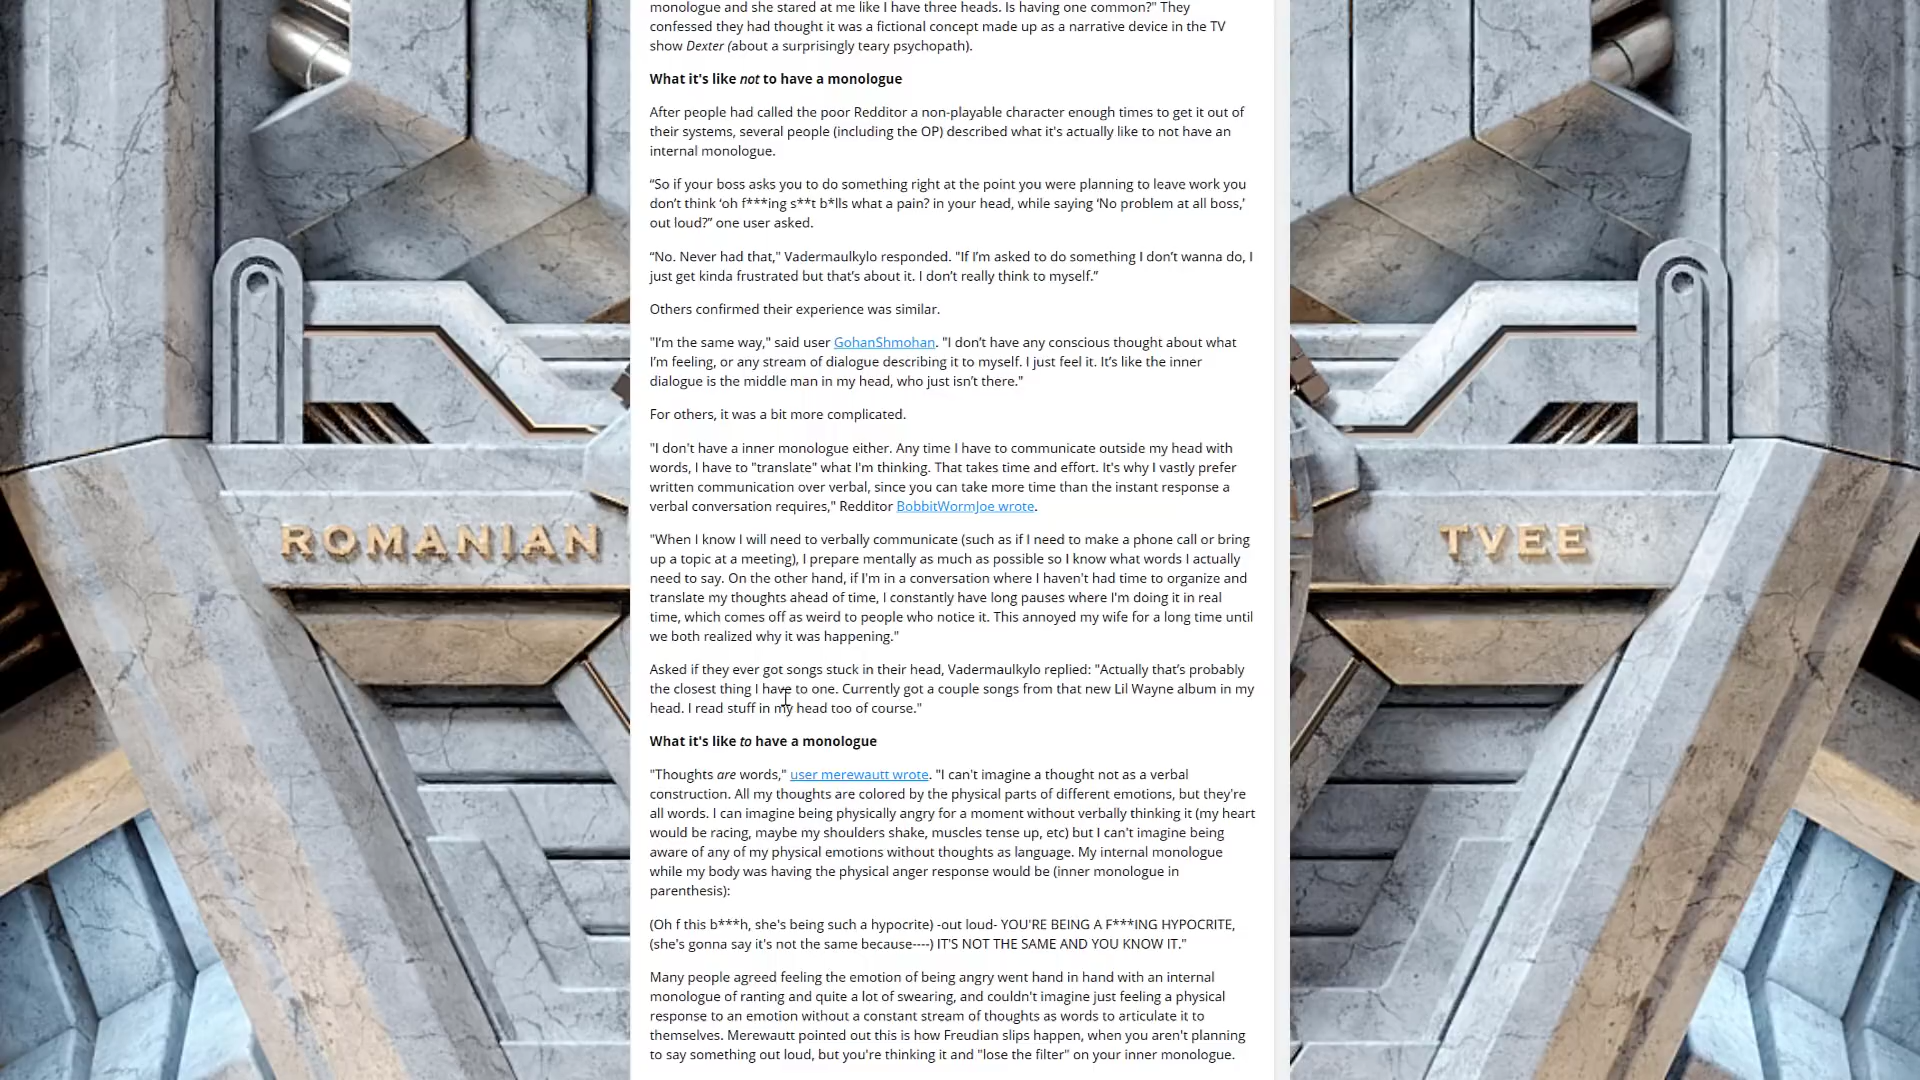 monologue and she stared at me like I have three heads. Is having one common?" They
confessed they had thought it was a fictional concept made up as a narrative device in the TV
show Dexter (about a surprisingly teary psychopath).
What it's like not to have a monologue
After people had called the poor Redditor a non-playable character enough times to get it out of
their systems, several people (including the OP) described what it's actually like to not have an
internal monologue.
“So if your boss asks you to do something right at the point you were planning to leave work you
don’t think ‘oh f***ing s**t b*lls what a pain? in your head, while saying ‘No problem at all boss,’
out loud?” one user asked.
“No. Never had that," Vadermaulkylo responded. "If I’m asked to do something I don’t wanna do, I
just get kinda frustrated but that’s about it. I don’t really think to myself.”
Others confirmed their experience was similar.
"I’m the same way," said user GohanShmohan. "I don’t have any conscious thought about what
I’m feeling, or any stream of dialogue describing it to myself. I just feel it. It’s like the inner
dialogue is the middle man in my head, who just isn’t there."
For others, it was a bit more complicated.
"I don't have a inner monologue either. Any time I have to communicate outside my head with
words, I have to "translate" what I'm thinking. That takes time and effort. It's why I vastly prefer
written communication over verbal, since you can take more time than the instant response a
verbal conversation requires," Redditor BobbitWormJoe wrote.
"When I know I will need to verbally communicate (such as if I need to make a phone call or bring
up a topic at a meeting), I prepare mentally as much as possible so I know what words I actually
need to say. On the other hand, if I'm in a conversation where I haven't had time to organize and
translate my thoughts ahead of time, I constantly have long pauses where I'm doing it in real
time, which comes off as weird to people who notice it. This annoyed my wife for a long time until
we both realized why it was happening."
ROMANIAN
TVEE
Asked if they ever got songs stuck in their head, Vadermaulkylo replied: "Actually that’s probably
the closest thing I have to one. Currently got a couple songs from that new Lil Wayne album in my
head. I read stuff in my head too of course."
What it's like to have a monologue
"Thoughts are words," user merewautt wrote. "I can't imagine a thought not as a verbal
construction. All my thoughts are colored by the physical parts of different emotions, but they're
all words. I can imagine being physically angry for a moment without verbally thinking it (my heart
would be racing, maybe my shoulders shake, muscles tense up, etc) but I can't imagine being
aware of any of my physical emotions without thoughts as language. My internal monologue
while my body was having the physical anger response would be (inner monologue in
parenthesis):
(Oh f this b***h, she's being such a hypocrite) -out loud- YOU'RE BEING A F***ING HYPOCRITE,
(she's gonna say it's not the same because----) IT'S NOT THE SAME AND YOU KNOW IT."
Many people agreed feeling the emotion of being angry went hand in hand with an internal
monologue of ranting and quite a lot of swearing, and couldn't imagine just feeling a physical
response to an emotion without a constant stream of thoughts as words to articulate it to
themselves. Merewautt pointed out this is how Freudian slips happen, when you aren't planning
to say something out loud, but you're thinking it and "lose the filter" on your inner monologue.